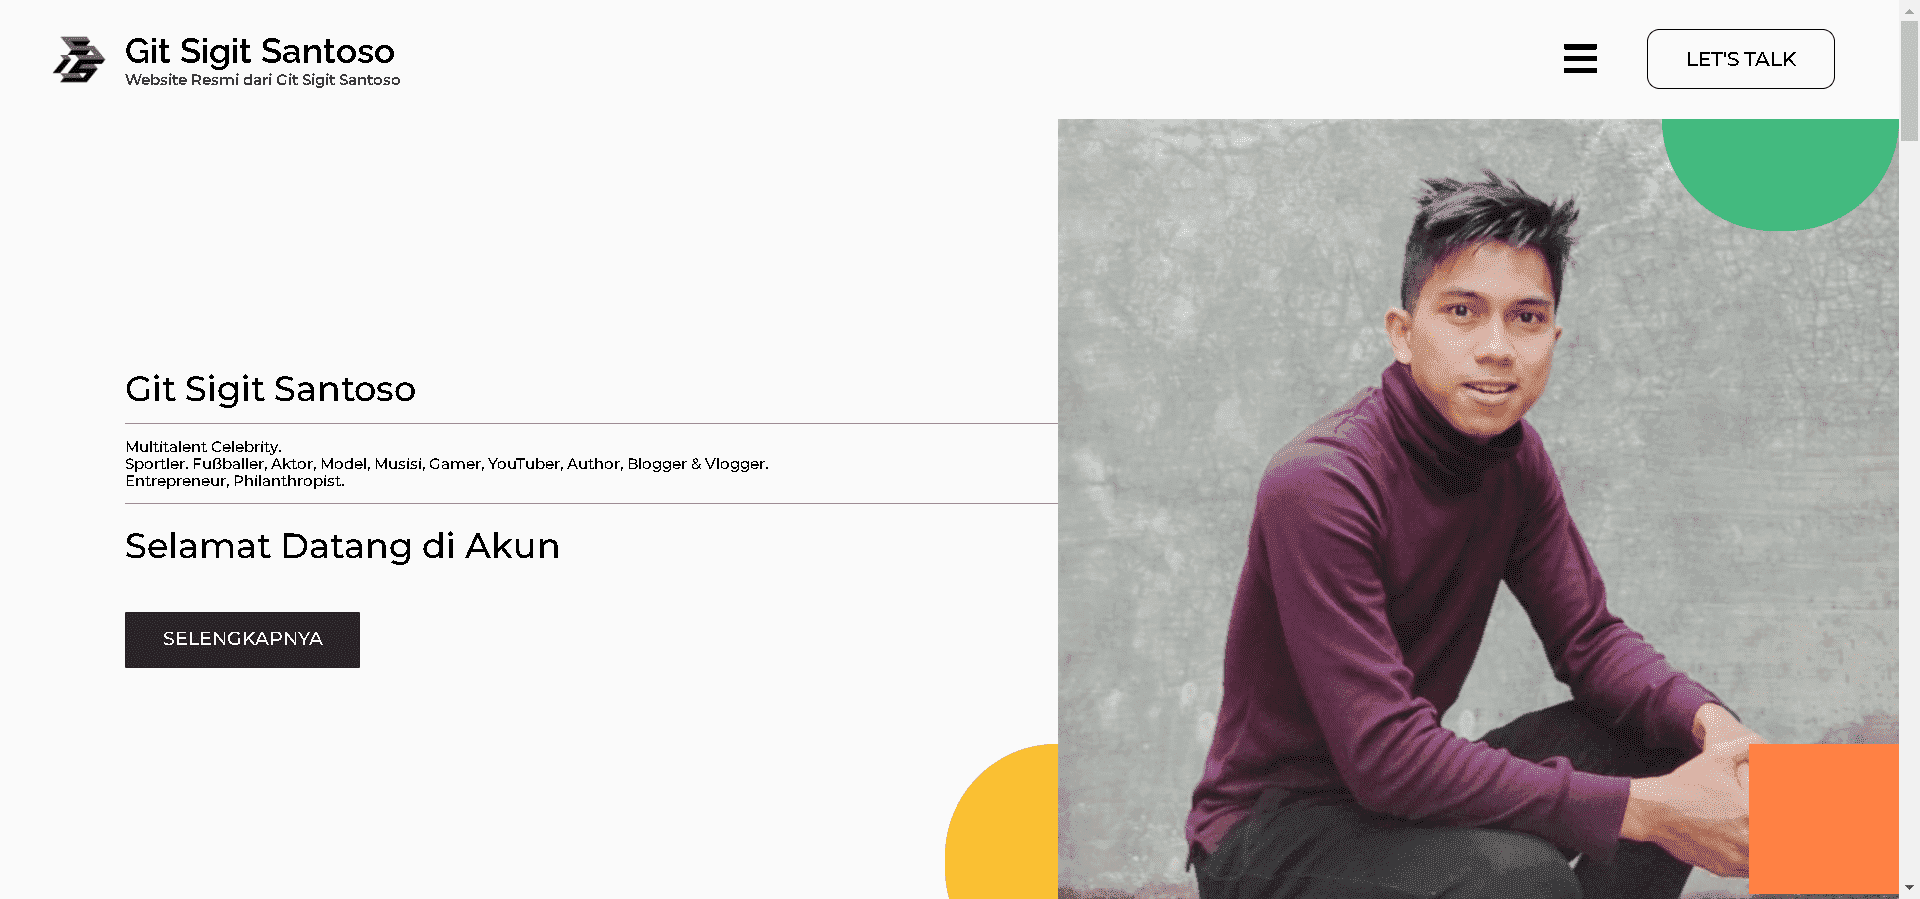 Git Sigit Santoso
Website Resmi dari Git Sigit Santoso
LET'S TALK
Git Sigit Santoso
Multitalent Celebrity.
Sportler. Fußballer, Aktor, Model, Musisi, Gamer, YouTuber, Author, Blogger & Vlogger.
Entrepreneur, Philanthropist.
Selamat Datang di Akun
SELENGKAPNYA